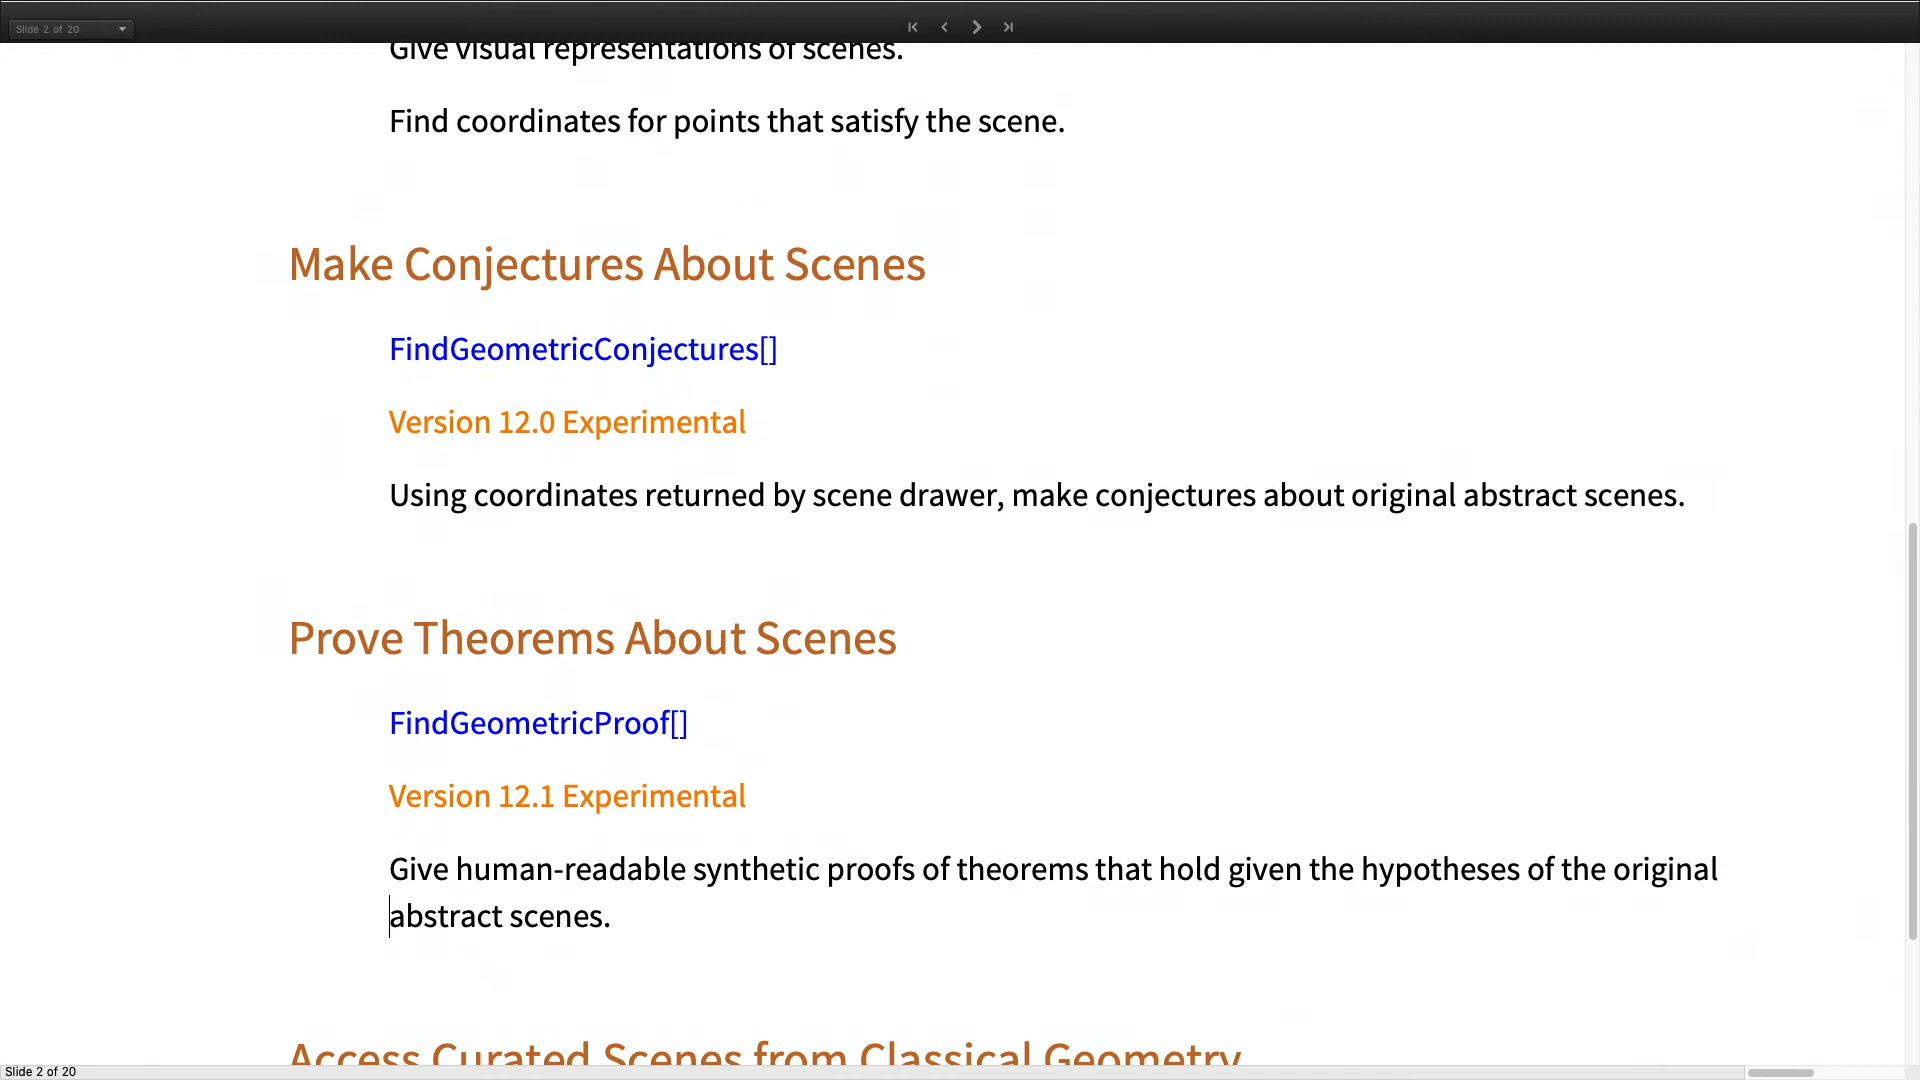 Slide 2 of 20
Give visual representations of scenes.
Find coordinates for points that satisfy the scene.
Make Conjectures About Scenes
FindGeometricConjectures[]
Version 12.0 Experimental
Using coordinates returned by scene drawer, make conjectures about original abstract scenes.
Prove Theorems About Scenes
FindGeometricProof[]
Version 12.1 Experimental
Give human-readable synthetic proofs of theorems that hold given the hypotheses of the original
abstract scenes.
Access Curated Scenes from Classical Geometry
Slide 2 of 20